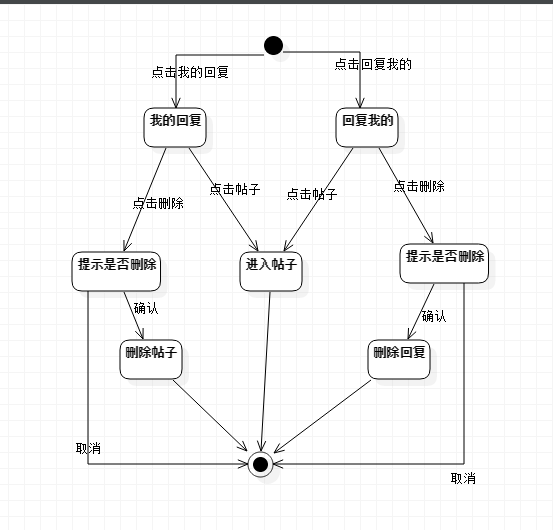 点击我的回复
点击回复我的
我的回复
回复我的
点击删除
点击帖子
点击帖子
点击删除
提示是否删除
进入帖子
提示是否删除
确认
确认
删除帖子
删除回复
取消
取消